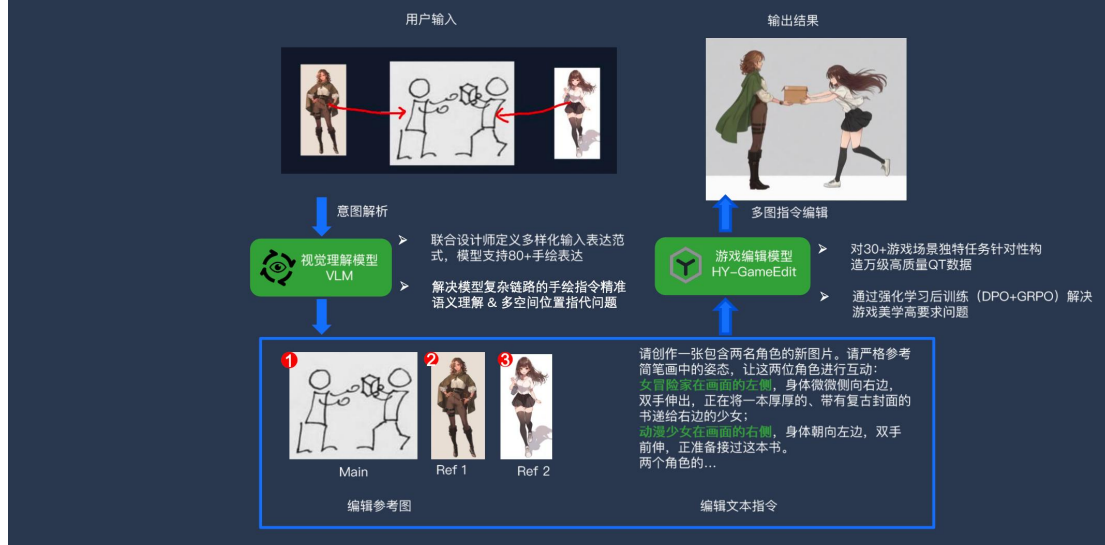 用户输入
输出结果
意图解析
多图指令编辑
视觉理解模型
VLM
➢ 联合设计师定义多样化输入表达范
式，模型支持80+手绘表达
➢ 解决模型复杂链路的手绘指令精准
语义理解 & 多空间位置指代问题
游戏编辑模型
HY-GameEdit
➢ 对30+游戏场景独特任务针对性构
造万级高质量QT数据
➢ 通过强化学习后训练（DPO+GRPO）解决
游戏美学高要求问题
1
2
3
Main
Ref 1
Ref 2
编辑参考图
请创作一张包含两名角色的新图片。请严格参考
简笔画中的姿态，让这两位角色进行互动：
女冒险家在画面的左侧，身体微微侧向右边，
双手伸出，正在将一本厚厚的、带有复古封面的
书递给右边的少女；
动漫少女在画面的右侧，身体朝向左边，双手
前伸，正准备接过这本书。
两个角色的...
编辑文本指令